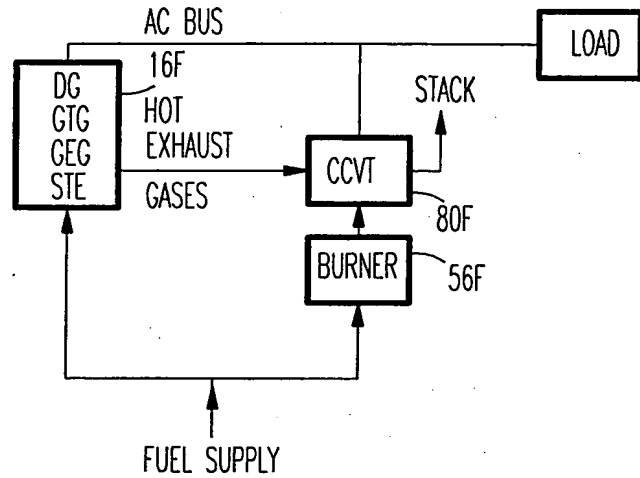 AC BUS
LOAD
16F
DG
GTG
GEG
STE
HOT
EXHAUST
GASES
STACK
CCVT
80F
BURNER
56F
FUEL SUPPLY